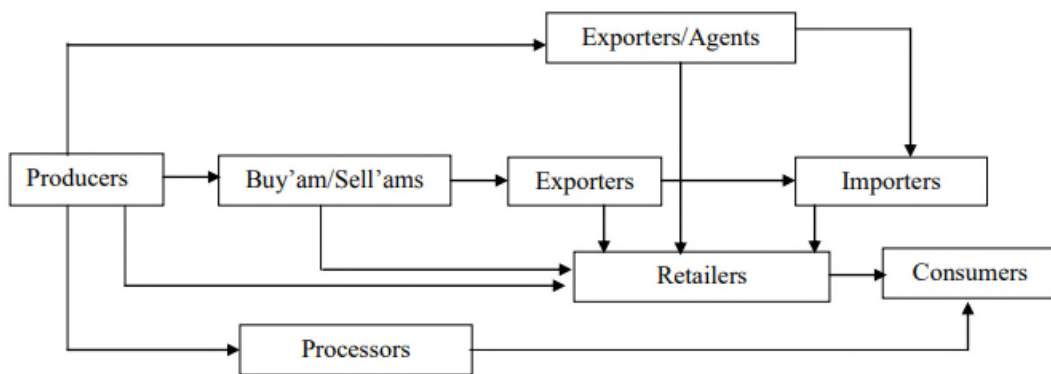 Exporters/Agents
Producers
Buy’am/Sell’ams
Exporters
Importers
Retailers
Consumers
Processors